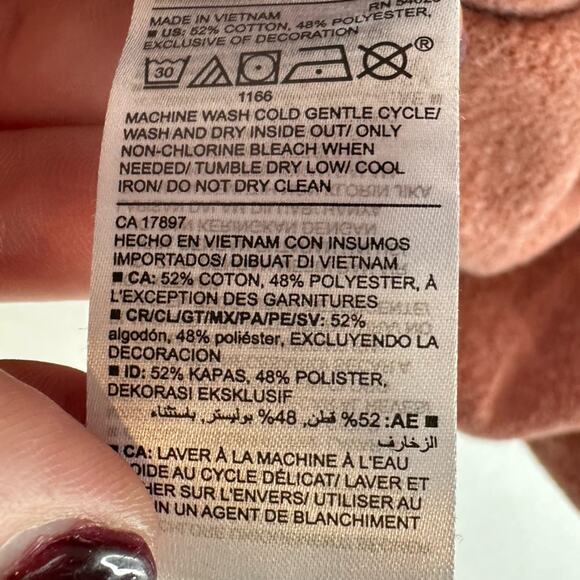 MADE IN VIETNAM RN 54023
■ US: 52% COTTON, 48% POLYESTER,
EXCLUSIVE OF DECORATION
30 ®
1166
MACHINE WASH COLD GENTLE CYCLE/
WASH AND DRY INSIDE OUT/ ONLY
NON-CHLORINE BLEACH WHEN
NEEDED/ TUMBLE DRY LOW/ COOL
IRON/ DO NOT DRY CLEAN
CA 17897
HECHO EN VIETNAM CON INSUMOS
IMPORTADOS/ DIBUAT DI VIETNAM
■ CA: 52% COTON, 48% POLYESTER, À
L'EXCEPTION DES GARNITURES
■ CR/CL/GT/MX/PA/PE/SV: 52%
algodón, 48% poliéster, EXCLUYENDO LA
DECORACION
■ ID: 52% KAPAS, 48% POLISTER,
DEKORASI EKSKLUSIF
■ AE: 52% قطن, 48% بوليستر, باستثناء
الزخارف
■ CA: LAVER À LA MACHINE À L'EAU
OIDE AU CYCLE DÉLICAT/ LAVER ET
HER SUR L'ENVERS/ UTILISER AU
IN UN AGENT DE BLANCHIMENT